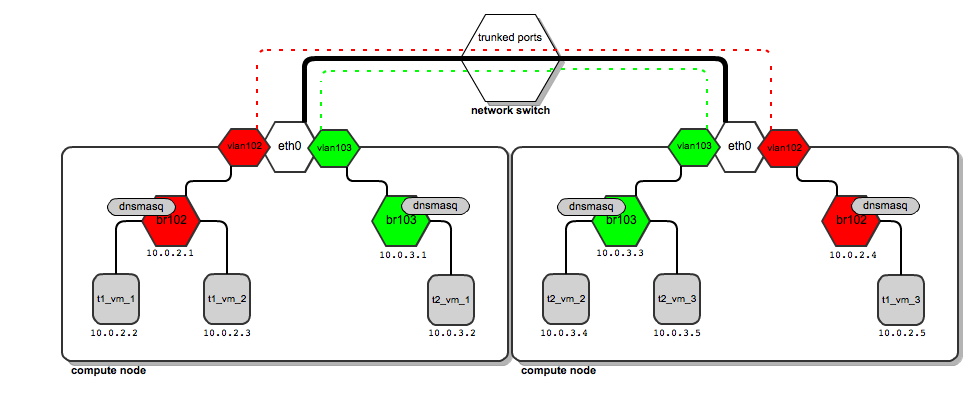 trunked ports
network switch
vlan102
eth0
vlan103
vlan103
eth0
vlan102
dnsmasq
br102
10.0.2.1
dnsmasq
br103
10.0.3.1
dnsmasq
br103
10.0.3.3
dnsmasq
br102
10.0.2.4
t1_vm_1
10.0.2.2
t1_vm_2
10.0.2.3
t2_vm_1
10.0.3.2
t2_vm_2
10.0.3.4
t2_vm_3
10.0.3.5
t1_vm_3
10.0.2.5
compute node
compute node